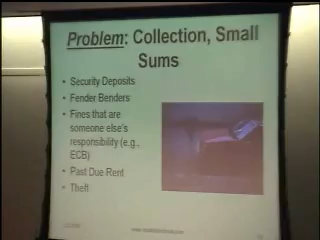 Problem: Collection, Small
Sums
• Security Deposits
• Fender Benders
• Fines that are
someone else's
responsibility (e.g.,
ECB)
• Past Due Rent
• Theft